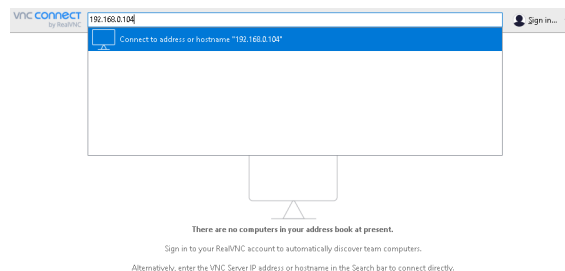 vnc connect
by RealVNC
192.168.0.104
Sign in...
Connect to address or hostname "192.168.0.104"
There are no computers in your address book at present.
Sign in to your RealVNC account to automatically discover team computers.
Alternatively, enter the VNC Server IP address or hostname in the Search bar to connect directly.